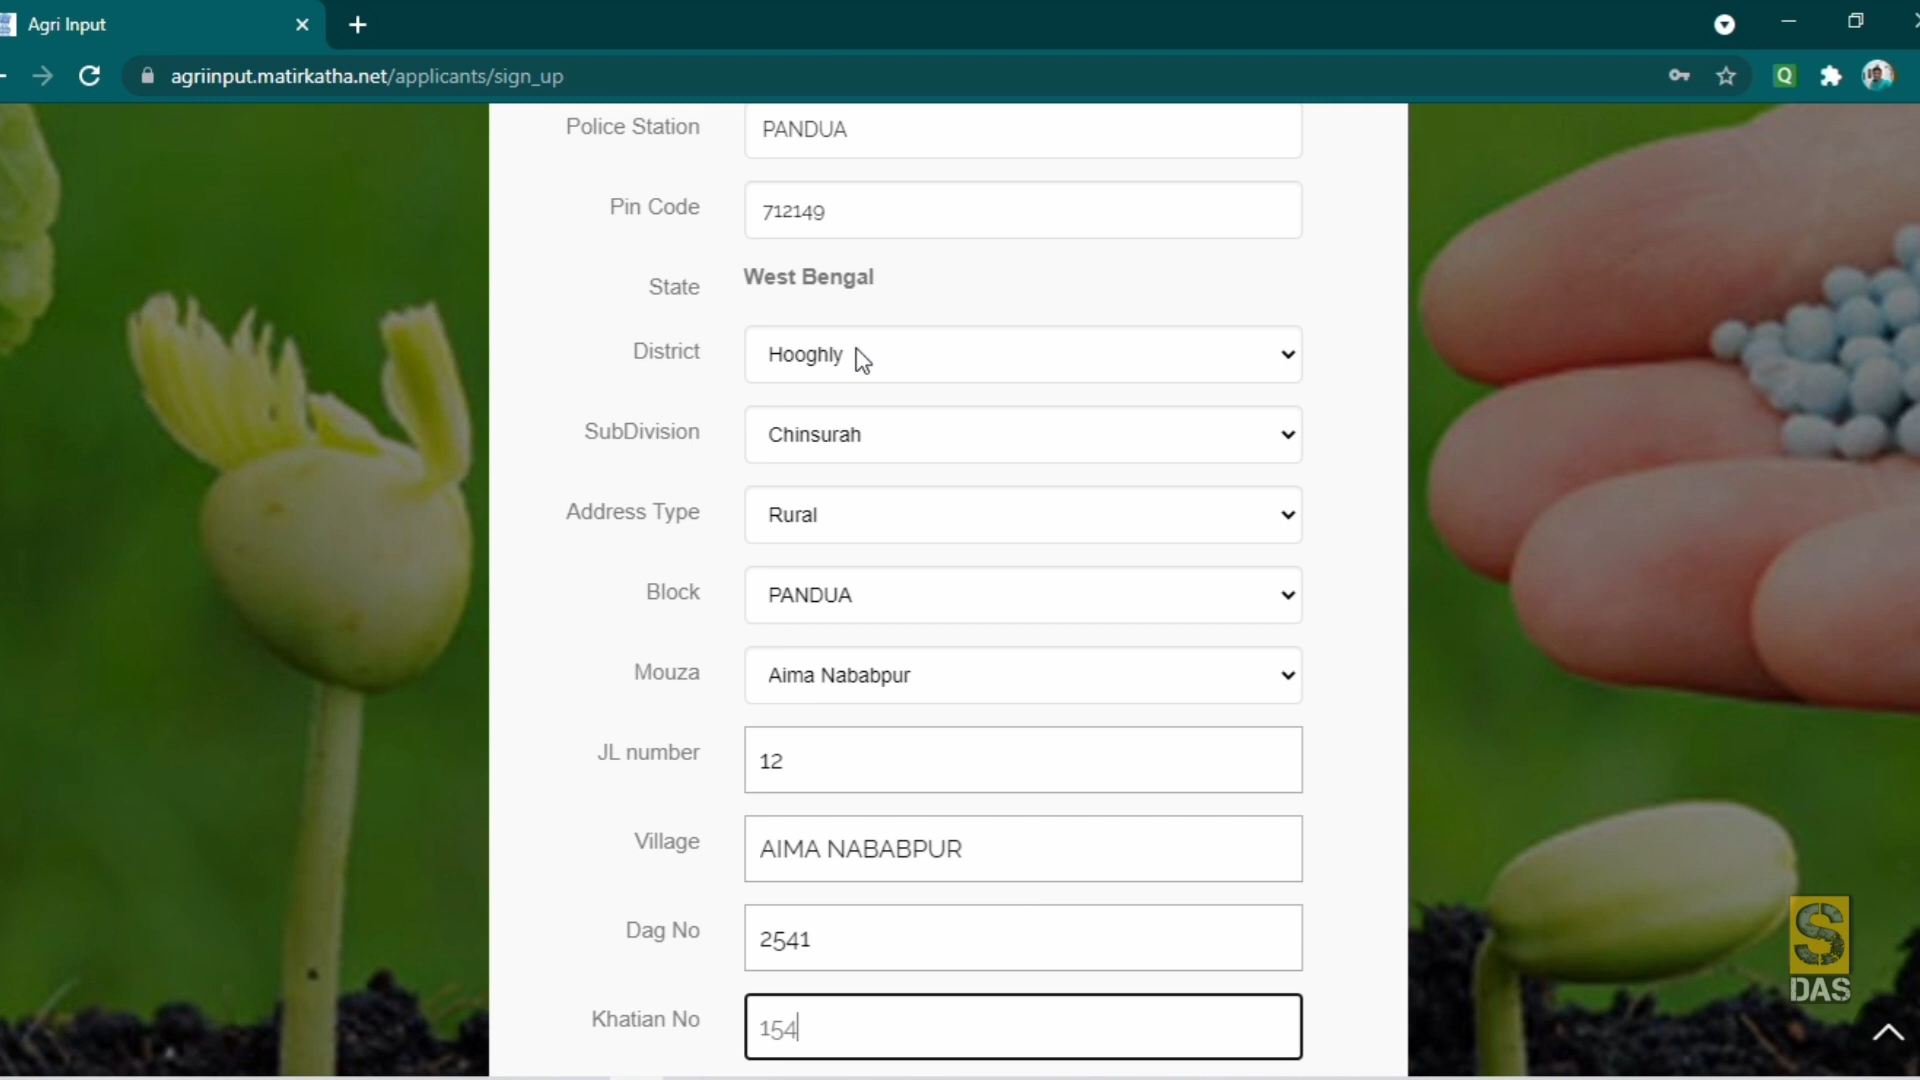 Agri Input
agriinput.matirkatha.net/applicants/sign_up
Q
Police Station PANDUA
Pin Code 712149
State West Bengal
District Hooghly
SubDivision Chinsurah
Address Type Rural
Block PANDUA
Mouza Aima Nababpur
JL number 12
Village AIMA NABABPUR
Dag No 2541
Khatian No 154
S
DAS